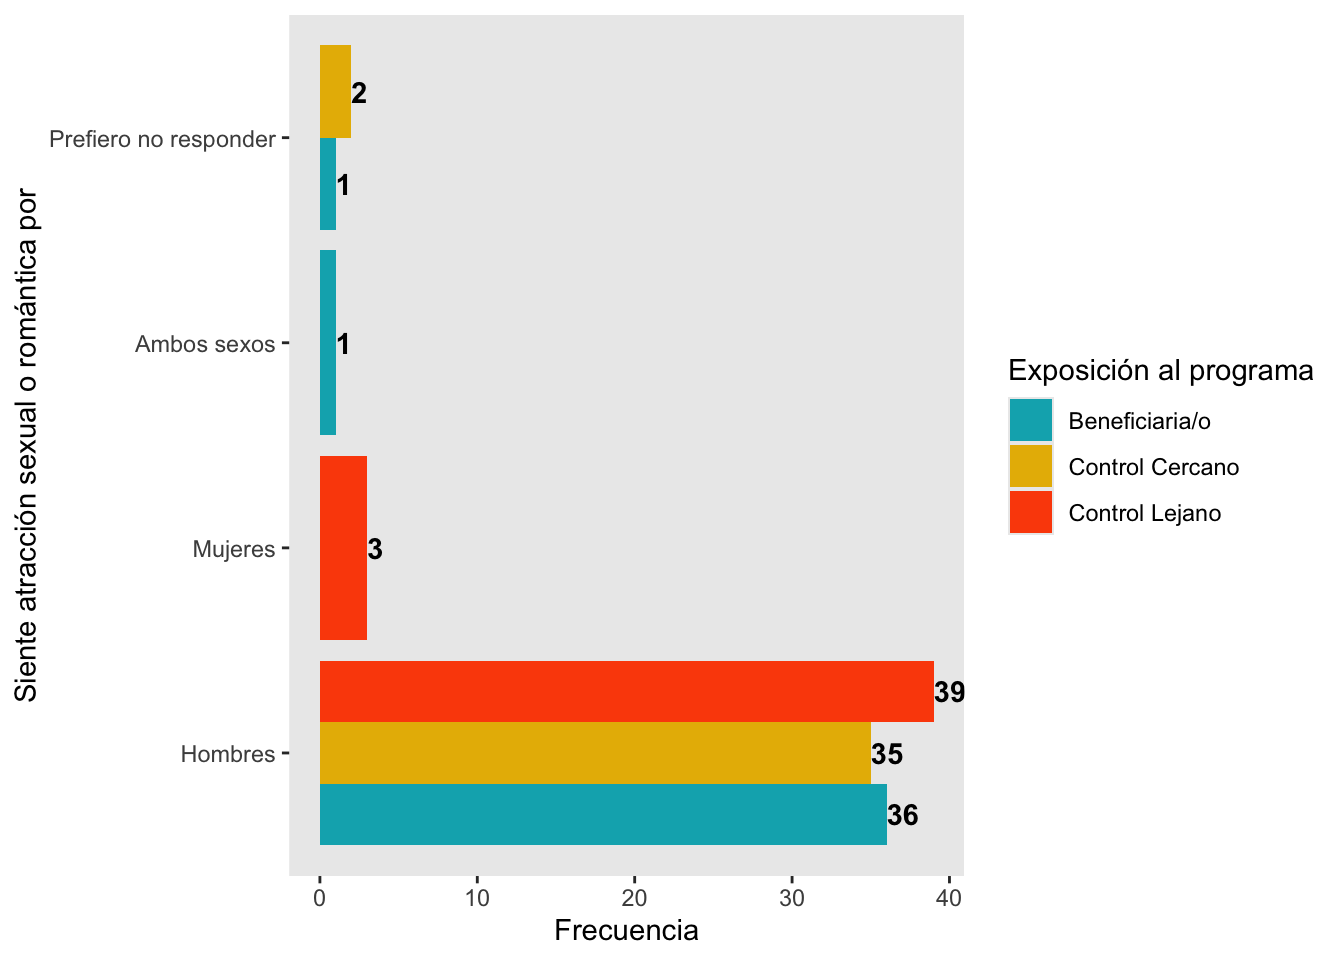 Siente atracción sexual o romántica por
Prefiero no responder
2
1
Ambos sexos
1
Mujeres
3
Hombres
39
35
36
0 10 20 30 40
Frecuencia
Exposición al programa
Beneficiaria/o
Control Cercano
Control Lejano